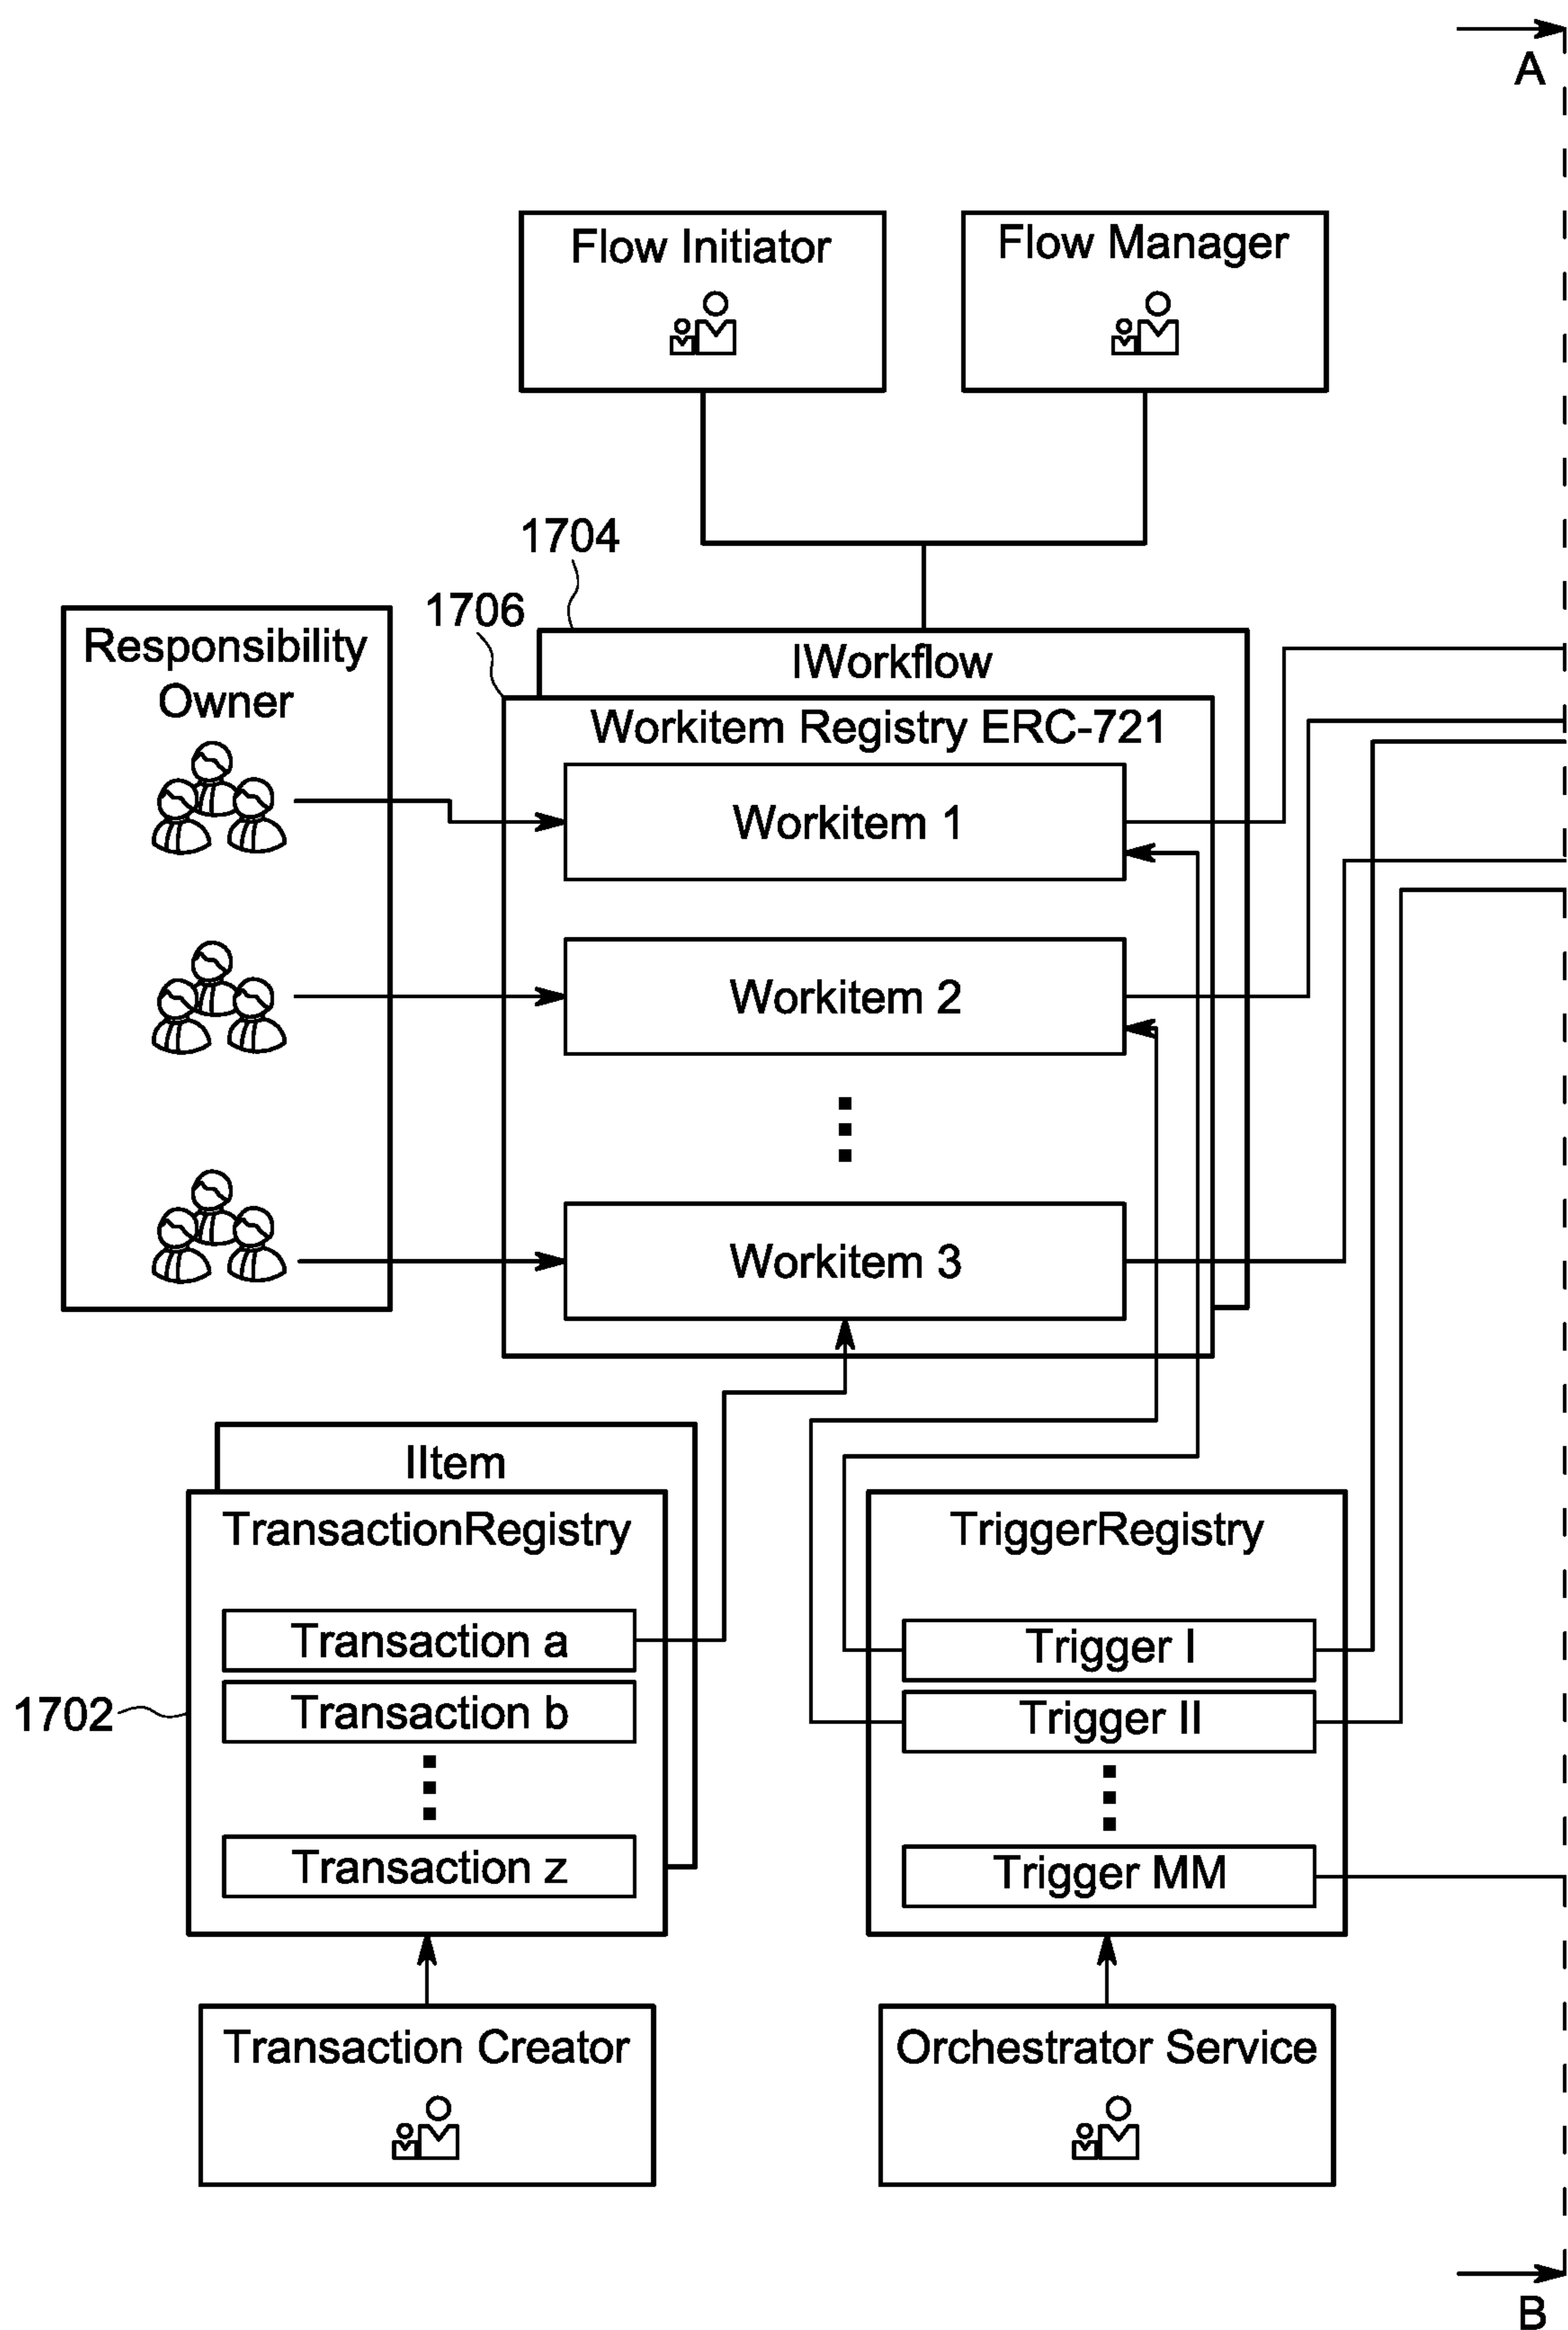 A
Flow Initiator
Flow Manager
1704
1706
Responsibility
Owner
IWorkflow
Workitem Registry ERC-721
Workitem 1
Workitem 2
Workitem 3
IItem
TransactionRegistry
Transaction a
Transaction b
Transaction z
1702
TriggerRegistry
Trigger I
Trigger II
Trigger MM
Transaction Creator
Orchestrator Service
B